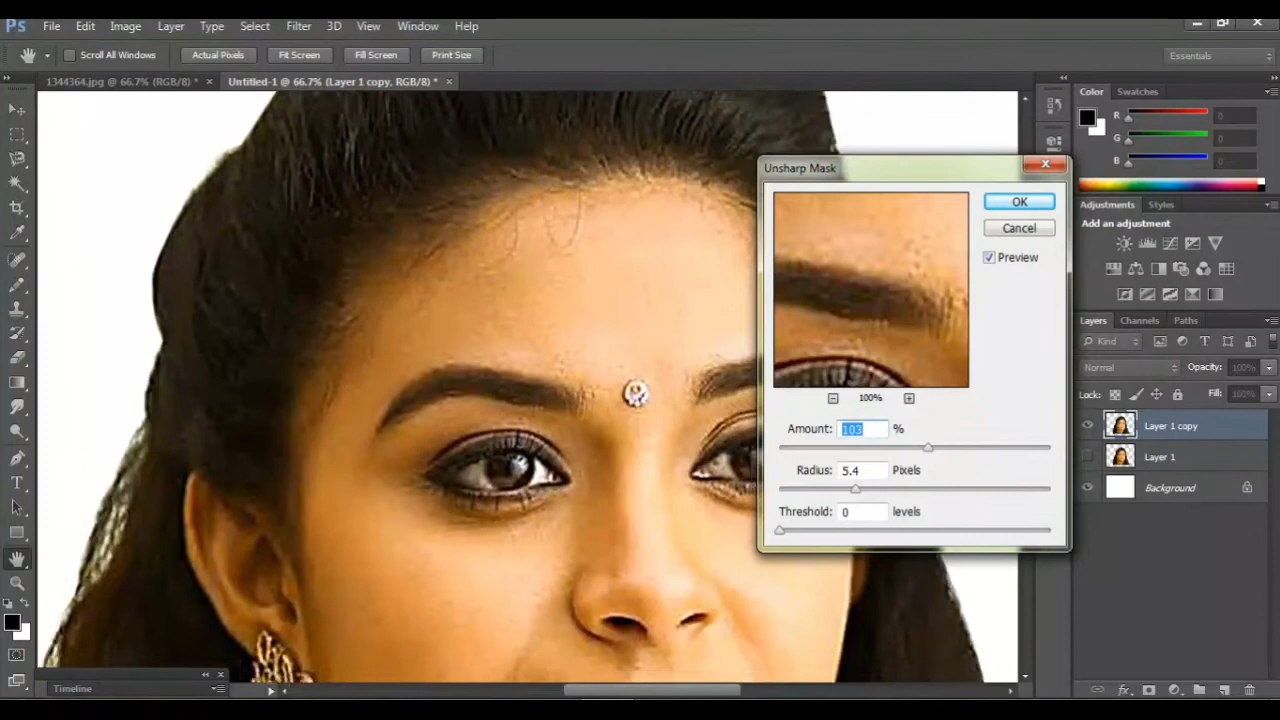 Ps File Edit Image Layer Type Select Filter 3D View Window Help
Scroll All Windows Actual Pixels Fit Screen Fill Screen Print Size Essentials
1344364.jpg @ 66.7% (RGB/8) * × Untitled-1 @ 66.7% (Layer 1 copy, RGB/8) * ×
Color Swatches
R 0
G 0
B 0
Unsharp Mask
OK
Cancel
Preview
100%
Amount: 103 %
Radius: 5.4 Pixels
Threshold: 0 levels
Adjustments Styles
Add an adjustment
Layers Channels Paths
Kind
Normal Opacity: 100%
Lock: Fill: 100%
Layer 1 copy
Layer 1
Background
Timeline